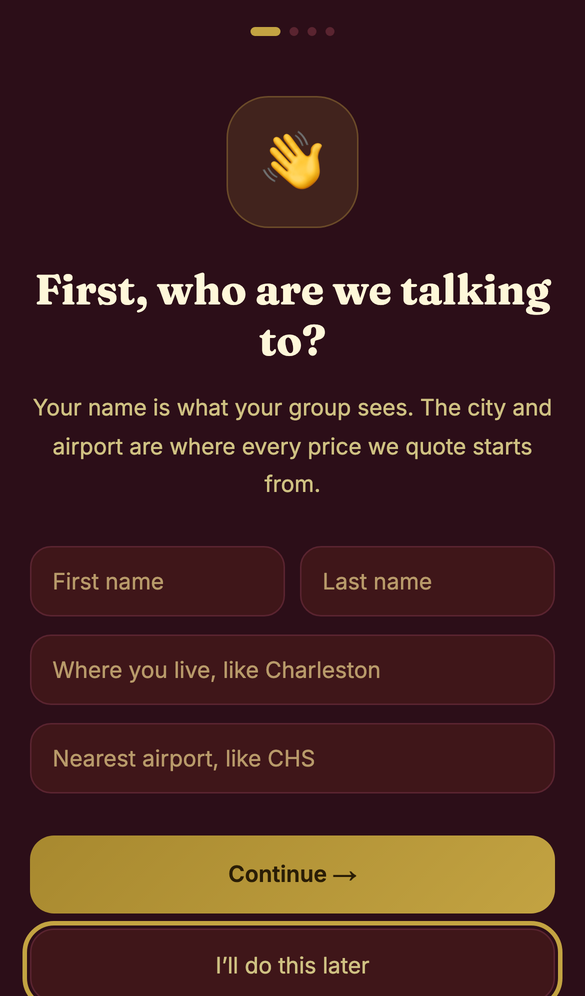 First, who are we talking
to?
Your name is what your group sees. The city and
airport are where every price we quote starts
from.
First name
Last name
Where you live, like Charleston
Nearest airport, like CHS
Continue →
I’ll do this later